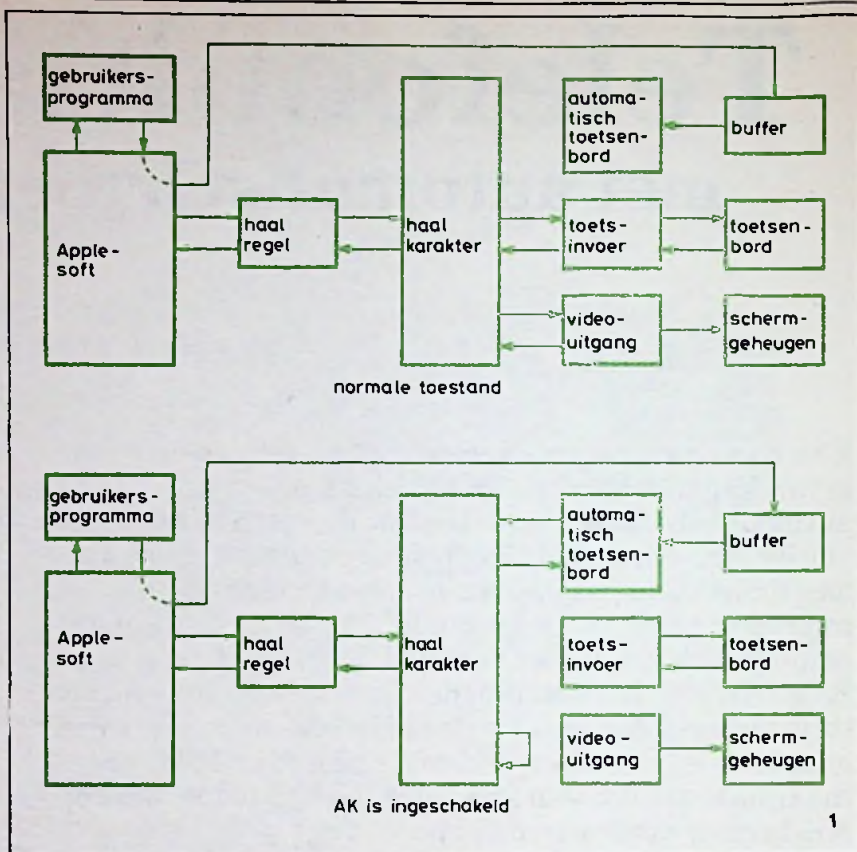 gebruikers-
programma
automa-
tisch
toetsen-
bord
buffer
Apple-
soft
haal
regel
haal
karakter
toets-
invoer
toetsen-
bord
video-
uitgang
scherm-
geheugen
normale toestand
gebruikers-
programma
automa-
tisch
toetsen-
bord
buffer
Apple-
soft
haal
regel
haal
karakter
toets-
invoer
toetsen-
bord
video-
uitgang
scherm-
geheugen
AK is ingeschakeld
1